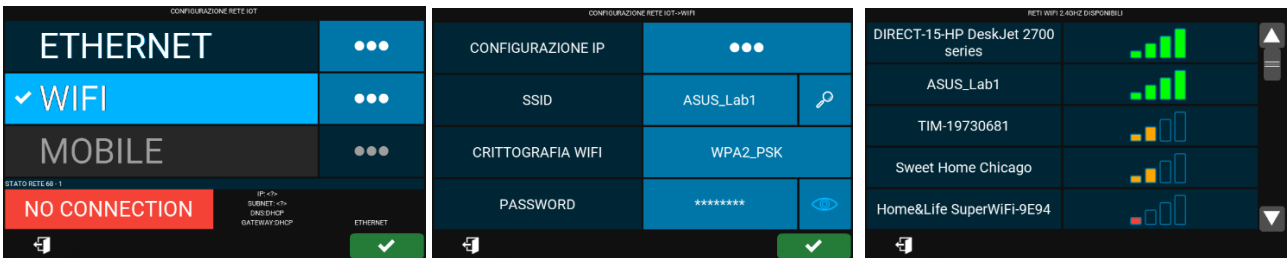 CONFIGURAZIONE RETE IOT
ETHERNET
WIFI
MOBILE
STATO RETE 68 - 1
NO CONNECTION
IP: <?>
SUBNET: <?>
DNS:DHCP
GATEWAY:DHCP
ETHERNET
CONFIGURAZIONE RETE IOT->WIFI
CONFIGURAZIONE IP
SSID
ASUS_Lab1
CRITTOGRAFIA WIFI
WPA2_PSK
PASSWORD
********
RETI WIFI 2.4GHZ DISPONIBILI
DIRECT-15-HP DeskJet 2700
series
ASUS_Lab1
TIM-19730681
Sweet Home Chicago
Home&Life SuperWiFi-9E94